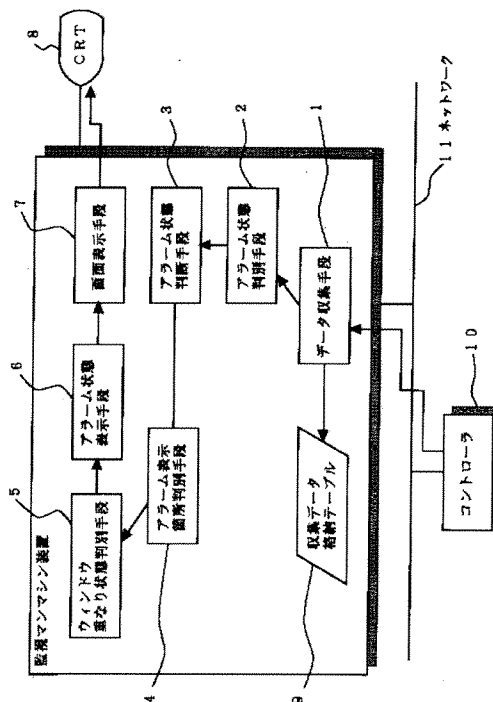 監視マンマシン装置
5
ウィンドウ
重なり状態判別手段
6
アラーム状態
表示手段
7
画面表示手段
8
CRT
4
アラーム表示
箇所判別手段
3
アラーム状態
判断手段
2
アラーム状態
判別手段
1
データ収集手段
9
収集データ
格納テーブル
10
コントローラ
11 ネットワーク